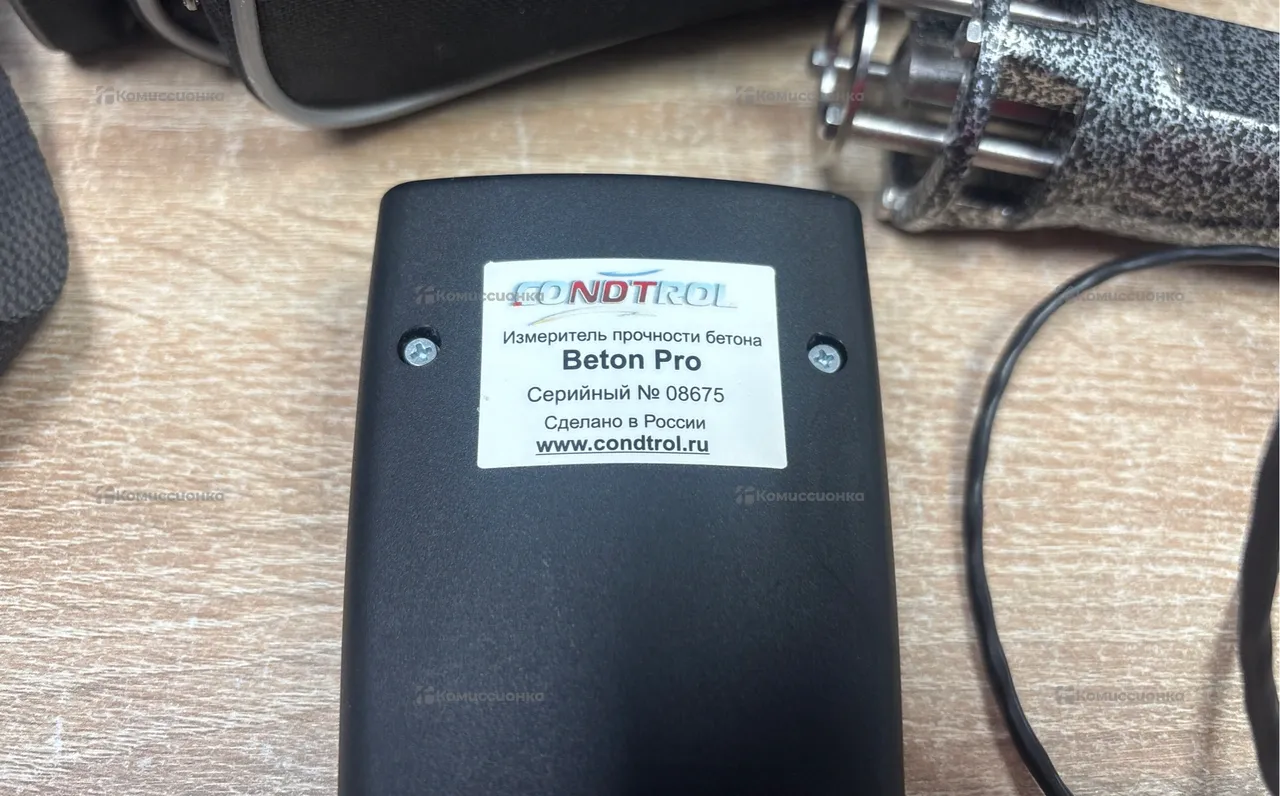 Комиссионка
Комиссионка
CONDTROL
Комиссионка
Комиссионка
Измеритель прочности бетона
Beton Pro
Серийный № 08675
Сделано в России
www.condtrol.ru
Комиссионка
Комиссионка
Комиссионка
Комиссионка